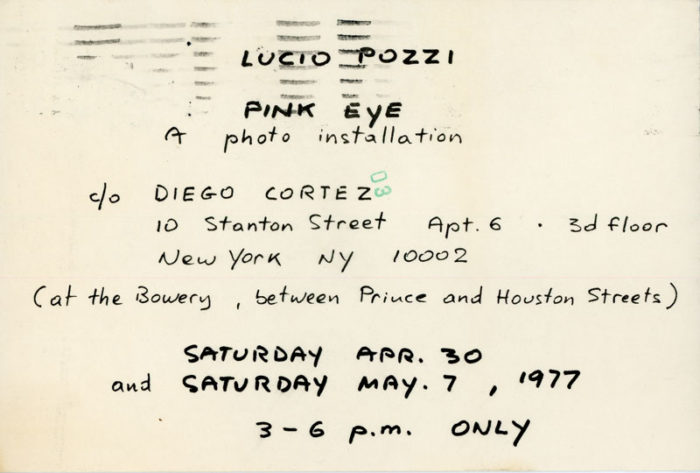 LUCIO POZZI
PINK EYE
A photo installation
c/o DIEGO CORTEZ
03
10 Stanton Street Apt. 6 · 3d floor
New York NY 10002
(at the Bowery, between Prince and Houston Streets)
SATURDAY APR. 30
and SATURDAY MAY. 7, 1977
3-6 p.m. ONLY